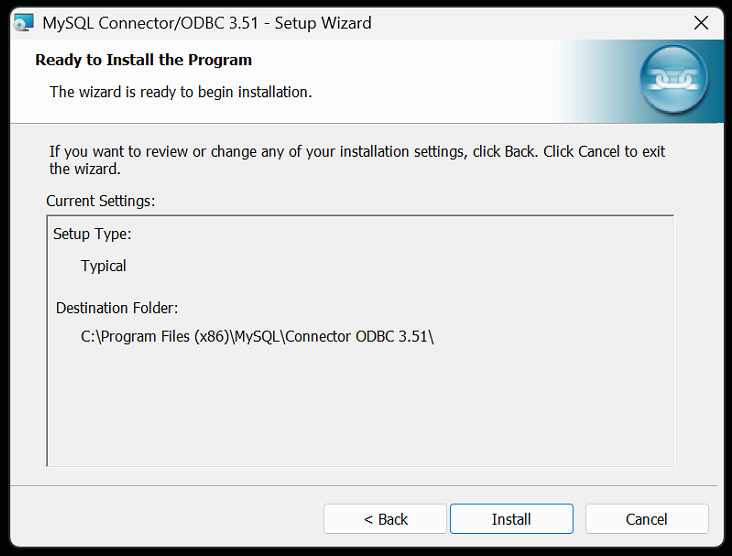 MySQL Connector/ODBC 3.51 - Setup Wizard
Ready to Install the Program
The wizard is ready to begin installation.
If you want to review or change any of your installation settings, click Back. Click Cancel to exit
the wizard.
Current Settings:
Setup Type:
Typical
Destination Folder:
C:\Program Files (x86)\MySQL\Connector ODBC 3.51\
< Back
Install
Cancel